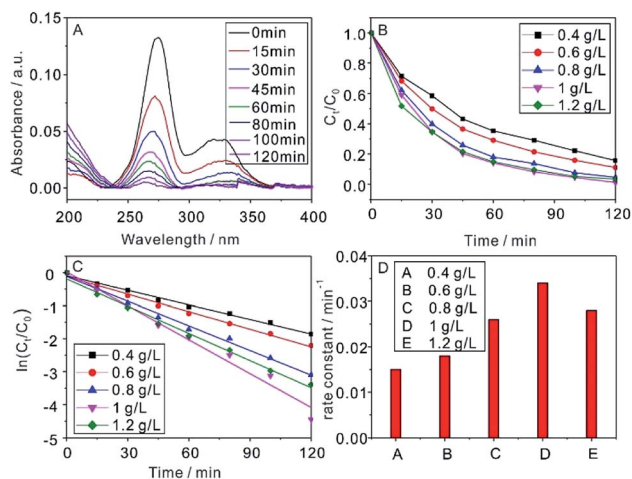 A
0min
15min
30min
45min
60min
80min
100min
120min
0.15
0.10
0.05
0.00
Absorbance / a.u.
200 250 300 350 400
Wavelength / nm
B
0.4 g/L
0.6 g/L
0.8 g/L
1 g/L
1.2 g/L
1.0
0.8
0.6
0.4
0.2
0.0
Ct/C0
0 30 60 90 120
Time / min
C
0
-1
-2
-3
-4
-5
ln(Ct/C0)
0.4 g/L
0.6 g/L
0.8 g/L
1 g/L
1.2 g/L
0 30 60 90 120
Time / min
D
A 0.4 g/L
B 0.6 g/L
C 0.8 g/L
D 1 g/L
E 1.2 g/L
0.04
0.03
0.02
0.01
0.00
rate constant / min⁻¹
A B C D E